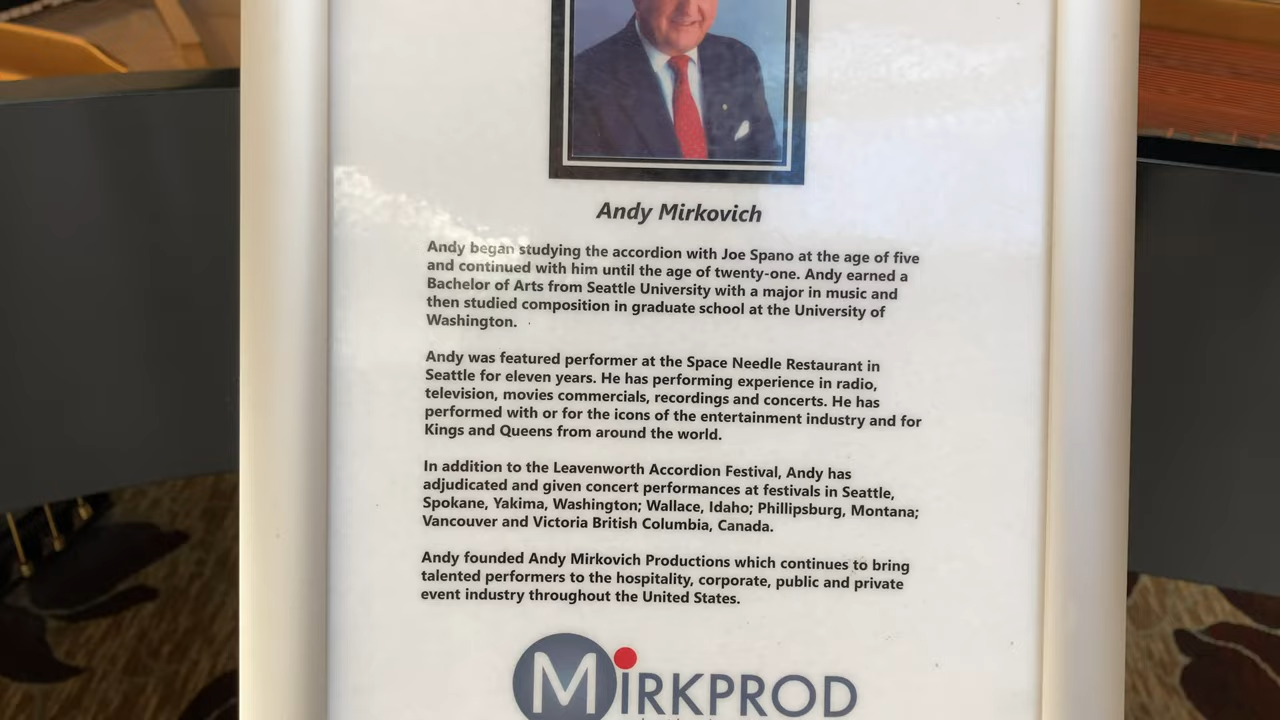 Andy Mirkovich
Andy began studying the accordion with Joe Spano at the age of five
and continued with him until the age of twenty-one. Andy earned a
Bachelor of Arts from Seattle University with a major in music and
then studied composition in graduate school at the University of
Washington.
Andy was featured performer at the Space Needle Restaurant in
Seattle for eleven years. He has performing experience in radio,
television, movies commercials, recordings and concerts. He has
performed with or for the icons of the entertainment industry and for
Kings and Queens from around the world.
In addition to the Leavenworth Accordion Festival, Andy has
adjudicated and given concert performances at festivals in Seattle,
Spokane, Yakima, Washington; Wallace, Idaho; Phillipsburg, Montana;
Vancouver and Victoria British Columbia, Canada.
Andy founded Andy Mirkovich Productions which continues to bring
talented performers to the hospitality, corporate, public and private
event industry throughout the United States.
MIRKPROD